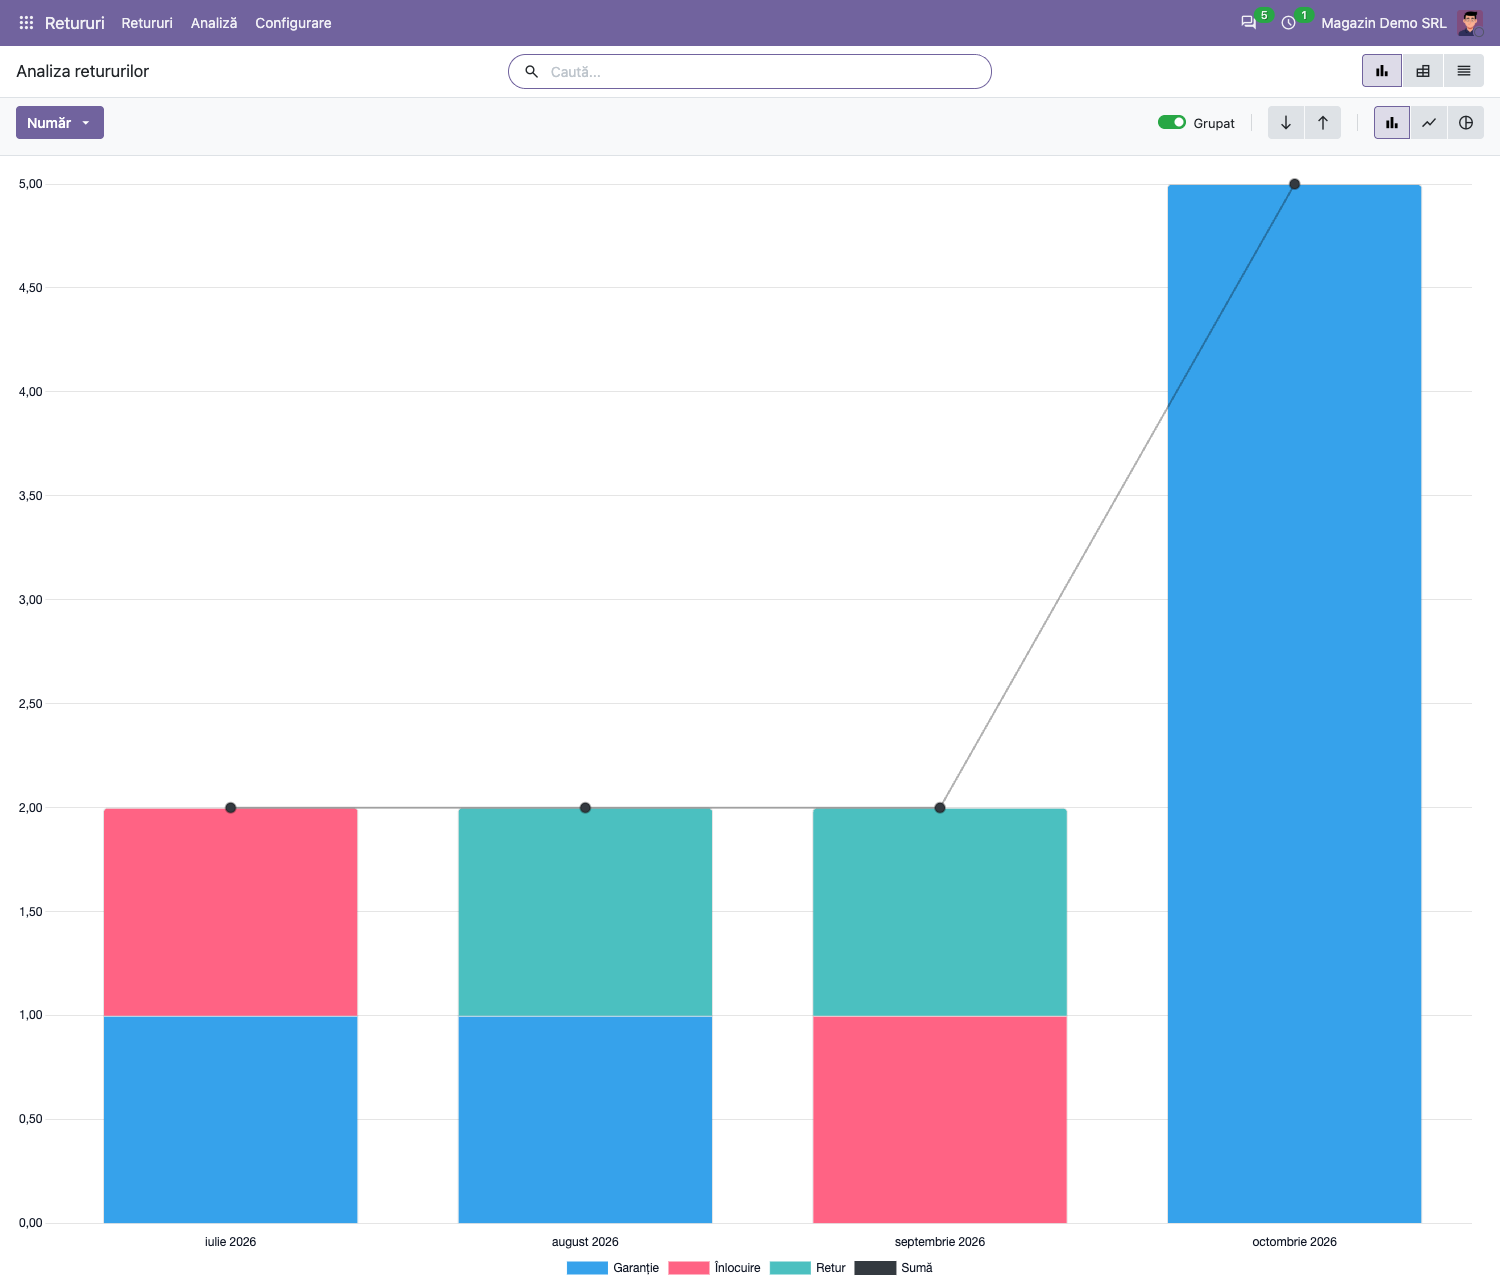 Retururi Retururi Analiză Configurare 5 1 Magazin Demo SRL
Analiza retururilor Caută...
Număr Grupat
5,00
4,50
4,00
3,50
3,00
2,50
2,00
1,50
1,00
0,50
0,00
iulie 2026 august 2026 septembrie 2026 octombrie 2026
Garanție Înlocuire Retur Sumă